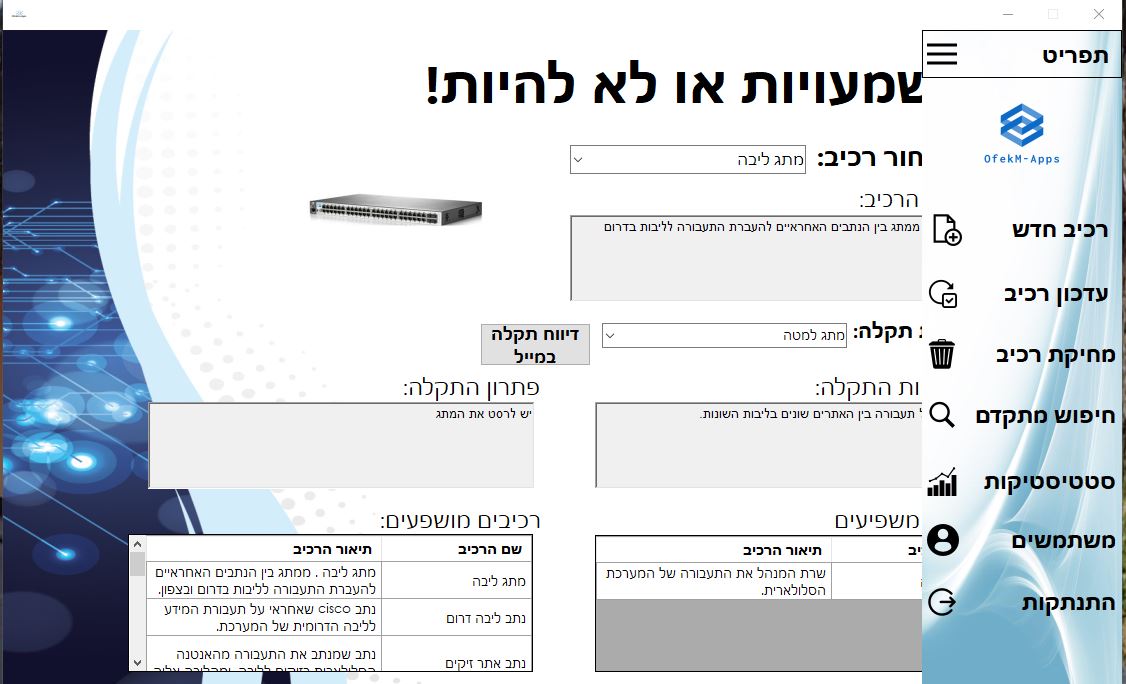 תפריט
OfekM-Apps
רכיב חדש
עדכון רכיב
מחיקת רכיב
חיפוש מתקדם
סטטיסטיקות
משתמשים
התנתקות
שמעויות או לא להיות!
חור רכיב:
מתג ליבה
הרכיב:
ממתג בין הנתבים האחראיים להעברת התעבורה לליבות בדרום
ת תקלה:
מתג למטה
דיווח תקלה
במייל
ות התקלה:
תעבורה בין האתרים שונים בליבות השונות.
פתרון התקלה:
יש לרסט את המתג
משפיעים
תיאור הרכיב
שרת המנהל את התעבורה של המערכת
הסלולארית.
רכיבים מושפעים:
שם הרכיב תיאור הרכיב
מתג ליבה מתג ליבה . ממתג בין הנתבים האחראיים
להעברת התעבורה לליבות בדרום ובצפון.
נתב ליבה דרום נתב cisco שאחראי על תעבורת המידע
לליבה הדרומית של המערכת.
נתב אתר זיקים נתב שמנתב את התעבורה מהאנטנה